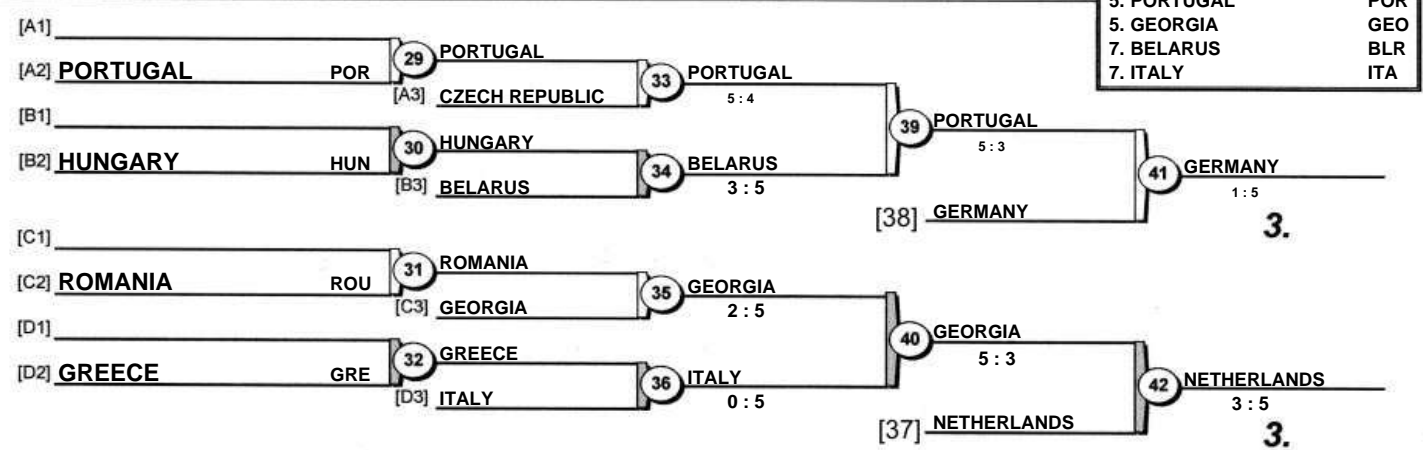 5. PORTUGAL POR
5. GEORGIA GEO
7. BELARUS BLR
7. ITALY ITA
[A1]
[A2] PORTUGAL POR
29 PORTUGAL
[A3] CZECH REPUBLIC
33 PORTUGAL
5 : 4
[B1]
[B2] HUNGARY HUN
30 HUNGARY
[B3] BELARUS
34 BELARUS
3 : 5
39 PORTUGAL
5 : 3
[38] GERMANY
41 GERMANY
1 : 5
3.
[C1]
[C2] ROMANIA ROU
31 ROMANIA
[C3] GEORGIA
35 GEORGIA
2 : 5
[D1]
[D2] GREECE GRE
32 GREECE
[D3] ITALY
36 ITALY
0 : 5
40 GEORGIA
5 : 3
[37] NETHERLANDS
42 NETHERLANDS
3 : 5
3.